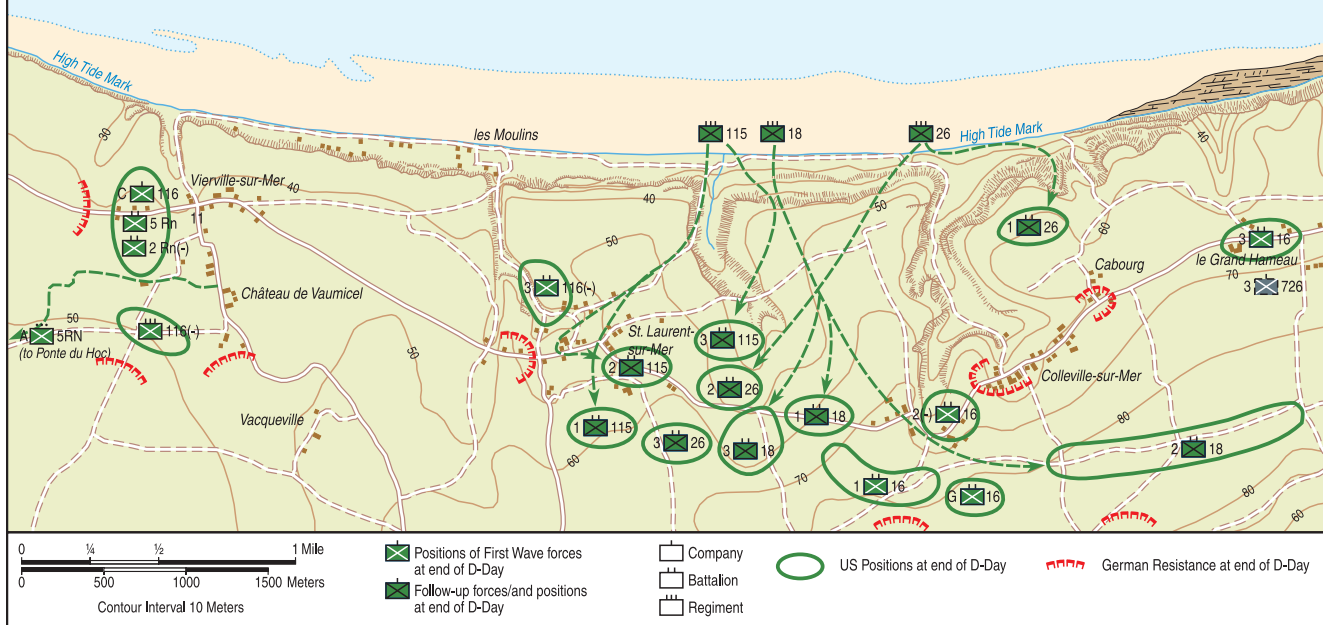 High Tide Mark
30
les Moulins
115
18
26
High Tide Mark
40
C 116
5 Rn
2 Rn(-)
Vierville-sur-Mer
40
11
40
50
50
60
1 26
3 16
le Grand Hameau
70
3 726
Cabourg
Château de Vaumicel
3 116(-)
50
A 5RN
(to Ponte du Hoc)
116(-)
50
St. Laurent-
sur-Mer
3 115
2 115
2 26
Colleville-sur-Mer
Vacqueville
1 115
3 26
3 18
1 18
2(-) 16
80
2 18
60
70
1 16
G 16
80
60
0 ¼ ½ 1 Mile
0 500 1000 1500 Meters
Contour Interval 10 Meters
Positions of First Wave forces
at end of D-Day
Follow-up forces/and positions
at end of D-Day
Company
Battalion
Regiment
US Positions at end of D-Day
German Resistance at end of D-Day